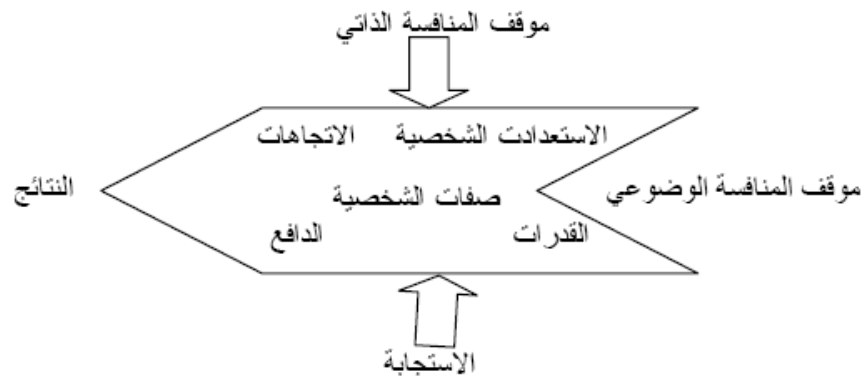 موقف المنافسة الذاتي
الاستعدادت الشخصية الاتجاهات
موقف المنافسة الوضوعي صفات الشخصية النتائج
القدرات الدافع
الاستجابة